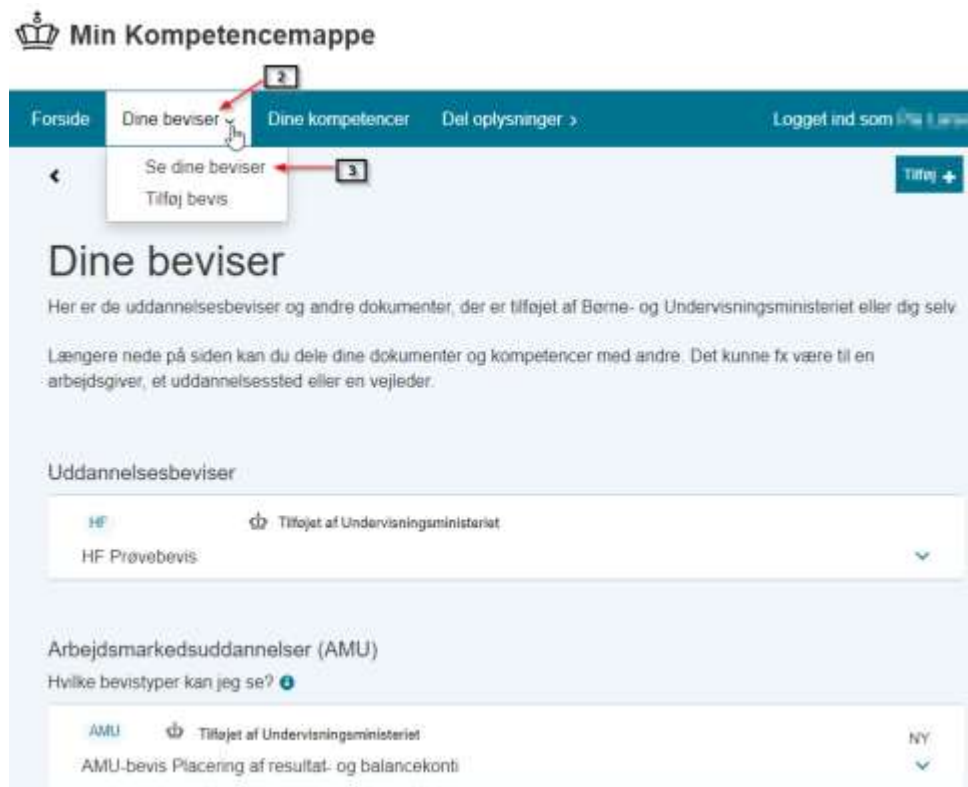 Min Kompetencemappe
2
Forside Dine beviser Dine kompetencer Del oplysninger › Logget ind som
Se dine beviser 3
Tilføj +
Tilføj bevis
Dine beviser
Her er de uddannelsesbeviser og andre dokumenter, der er tilføjet af Børne- og Undervisningsministeriet eller dig selv.
Længere nede på siden kan du dele dine dokumenter og kompetencer med andre. Det kunne fx være til en
arbejdsgiver, et uddannelsessted eller en vejleder.
Uddannelsesbeviser
HF Tilføjet af Undervisningsministeriet
HF Prøvebevis
Arbejdsmarkedsuddannelser (AMU)
Hvilke bevistyper kan jeg se?
AMU Tilføjet af Undervisningsministeriet
NY
AMU-bevis Placering af resultat- og balancekonti